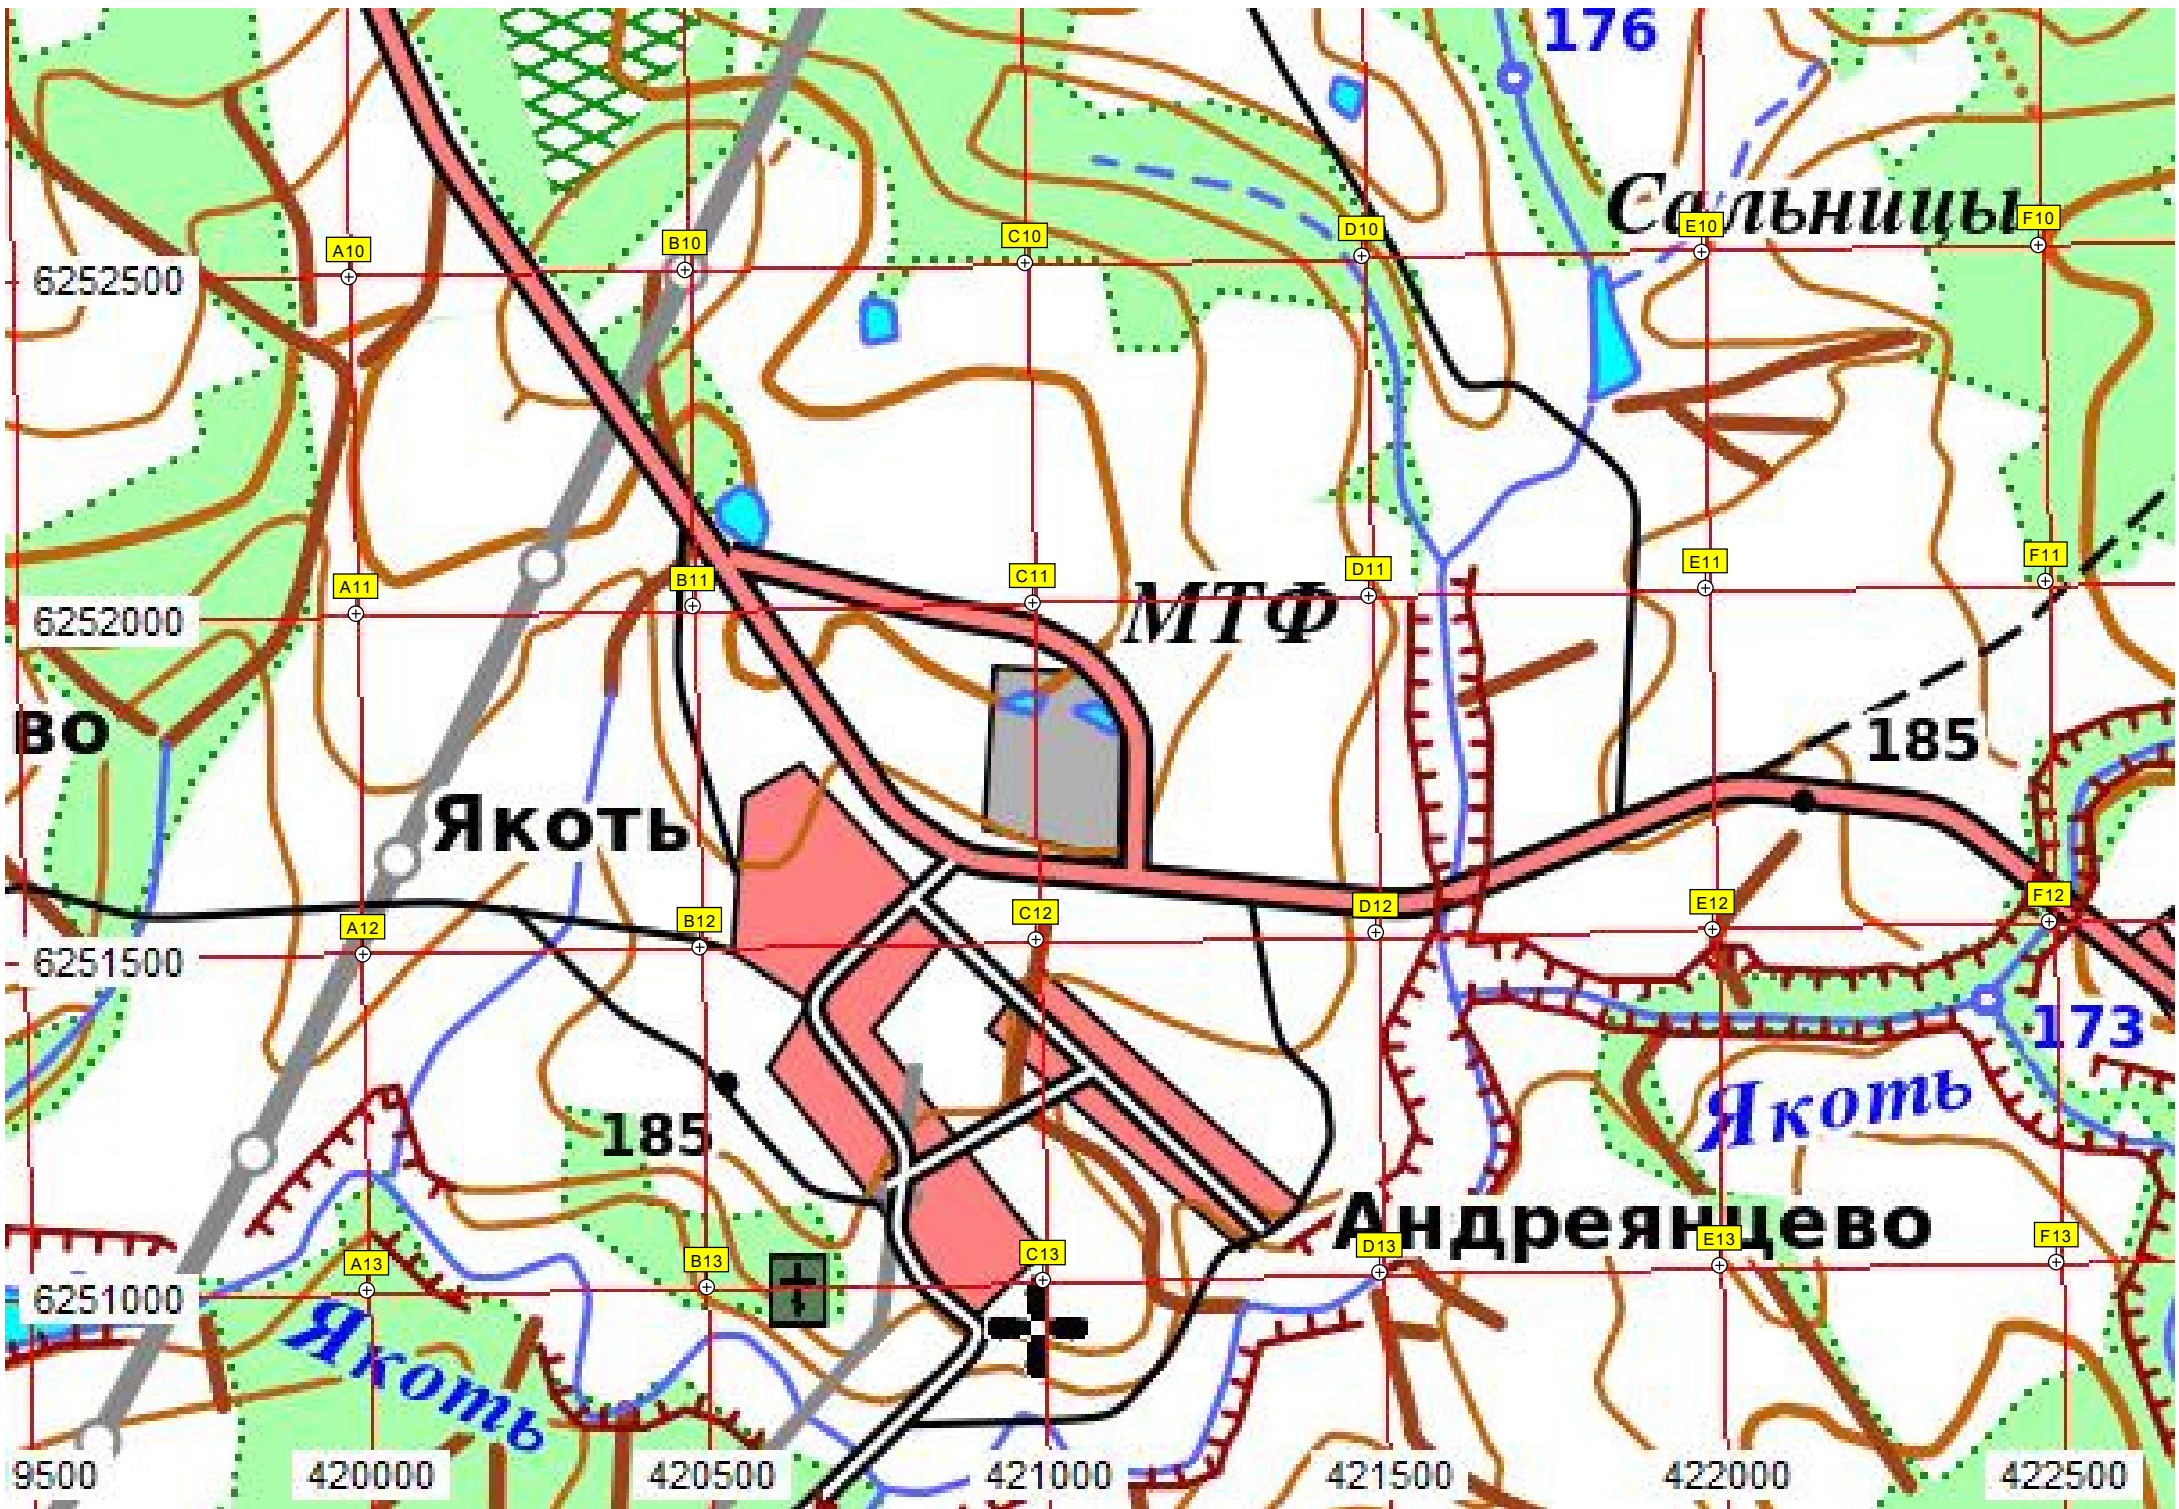 176
Сальницы
A10
B10
C10
D10
E10
F10
6252500
A11
B11
C11
D11
E11
F11
МТФ
6252000
во
185
Якоть
A12
B12
C12
D12
E12
F12
6251500
173
Якоть
185
Андреянцево
A13
B13
C13
D13
E13
F13
6251000
Якоть
9500
420000
420500
421000
421500
422000
422500